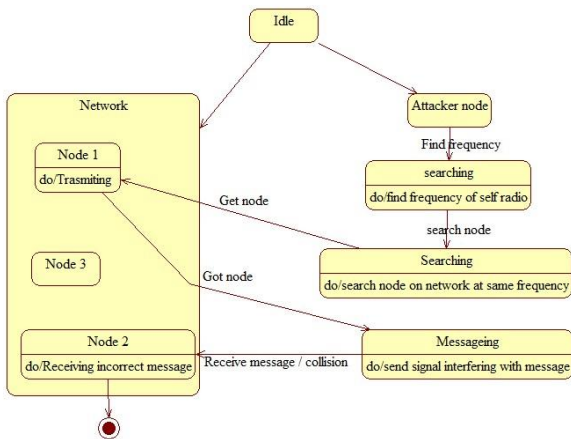 Idle
Network
Attacker node
Find frequency
Node 1
do/Trasmiting
searching
do/find frequency of self radio
Get node
search node
Node 3
Searching
do/search node on network at same frequency
Got node
Node 2
do/Receiving incorrect message
Receive message / collision
Messageing
do/send signal interfering with message